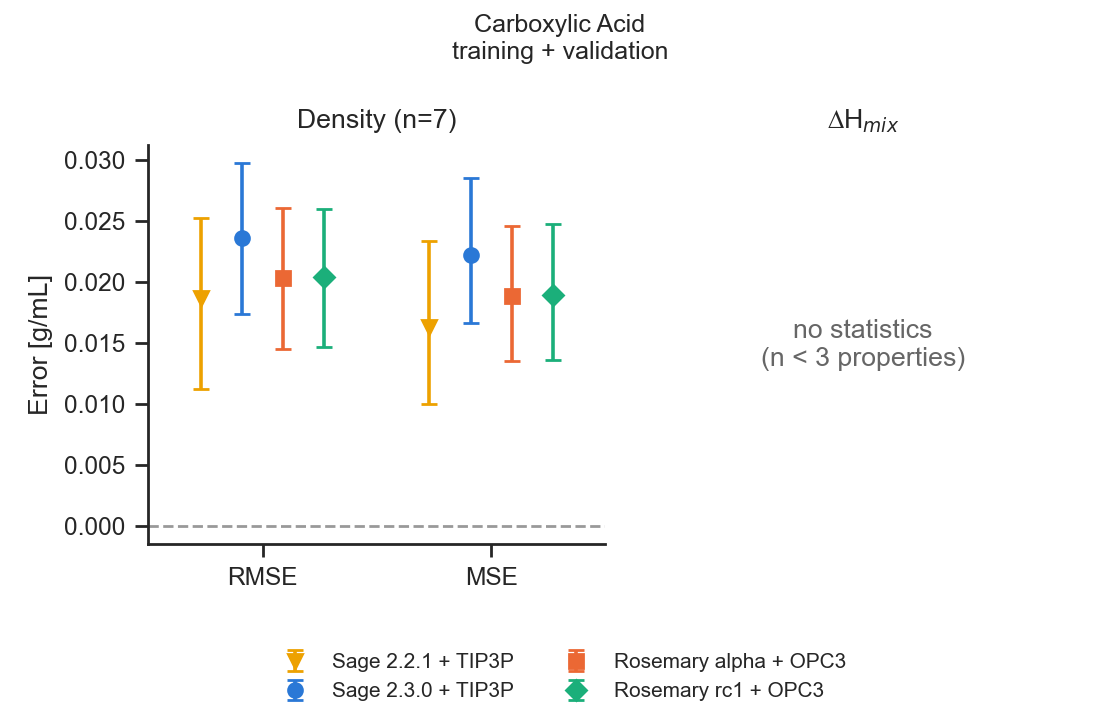 Carboxylic Acid
training + validation
Density (n=7)
ΔH_mix
0.030
0.025
0.020
0.015
0.010
0.005
0.000
Error [g/mL]
RMSE
MSE
no statistics
(n < 3 properties)
Sage 2.2.1 + TIP3P
Sage 2.3.0 + TIP3P
Rosemary alpha + OPC3
Rosemary rc1 + OPC3